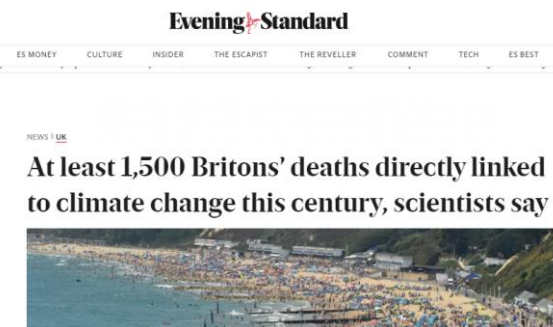 Evening Standard
ES MONEY CULTURE INSIDER THE ESCAPIST THE REVELLER COMMENT TECH ES BEST
NEWS | UK
At least 1,500 Britons’ deaths directly linked
to climate change this century, scientists say